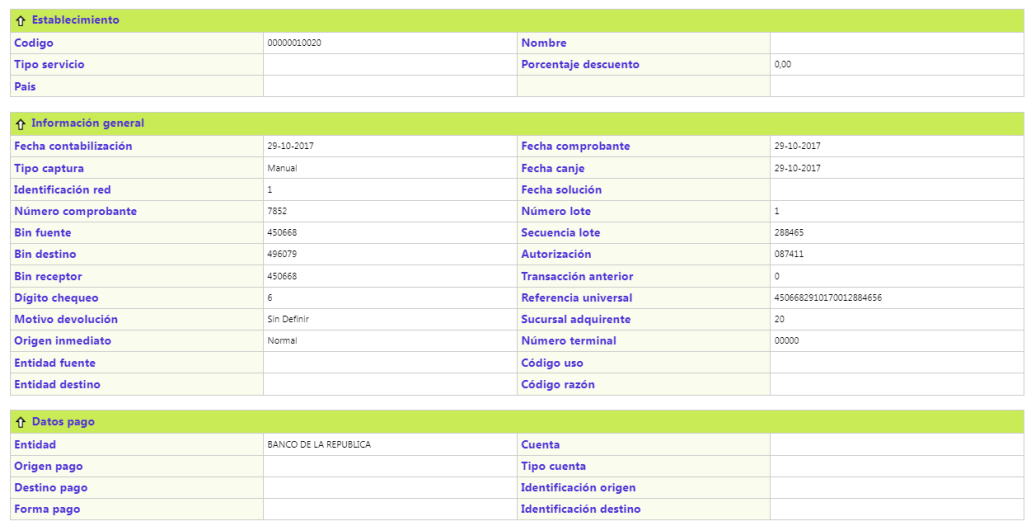 Establecimiento
Codigo 00000010020 Nombre
Tipo servicio Porcentaje descuento 0,00
País
Información general
Fecha contabilización 29-10-2017 Fecha comprobante 29-10-2017
Tipo captura Manual Fecha canje 29-10-2017
Identificación red 1 Fecha solución
Número comprobante 7852 Número lote 1
Bin fuente 450668 Secuencia lote 288465
Bin destino 496079 Autorización 087411
Bin receptor 450668 Transacción anterior 0
Dígito chequeo 6 Referencia universal 4506682910170012884656
Motivo devolución Sin Definir Sucursal adquirente 20
Origen inmediato Normal Número terminal 00000
Entidad fuente Código uso
Entidad destino Código razón
Datos pago
Entidad BANCO DE LA REPUBLICA Cuenta
Origen pago Tipo cuenta
Destino pago Identificación origen
Forma pago Identificación destino